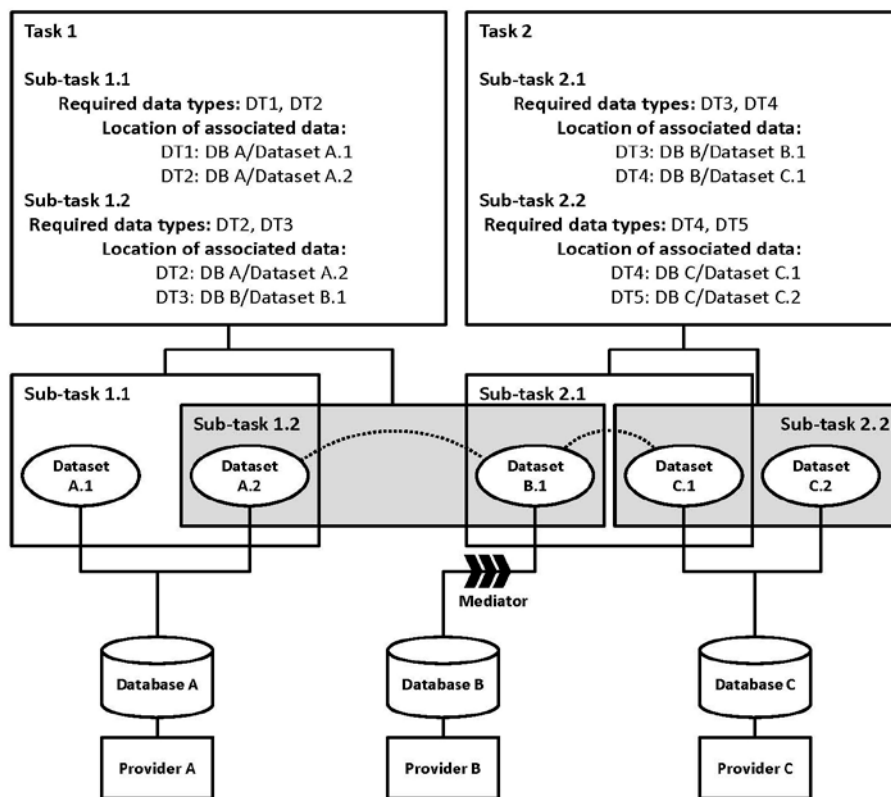 Task 1
Sub-task 1.1
Required data types: DT1, DT2
Location of associated data:
DT1: DB A/Dataset A.1
DT2: DB A/Dataset A.2
Sub-task 1.2
Required data types: DT2, DT3
Location of associated data:
DT2: DB A/Dataset A.2
DT3: DB B/Dataset B.1
Task 2
Sub-task 2.1
Required data types: DT3, DT4
Location of associated data:
DT3: DB B/Dataset B.1
DT4: DB B/Dataset C.1
Sub-task 2.2
Required data types: DT4, DT5
Location of associated data:
DT4: DB C/Dataset C.1
DT5: DB C/Dataset C.2
Sub-task 1.1
Sub-task 1.2
Sub-task 2.1
Sub-task 2.2
Dataset
A.1
Dataset
A.2
Dataset
B.1
Dataset
C.1
Dataset
C.2
Mediator
Database A
Database B
Database C
Provider A
Provider B
Provider C